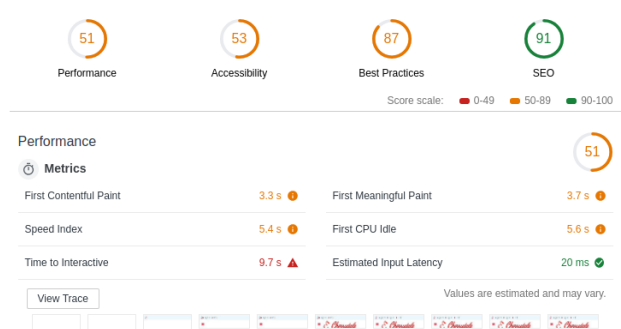 51 53 87 91
Performance Accessibility Best Practices SEO
Score scale: 0-49 50-89 90-100
Performance 51
Metrics
First Contentful Paint 3.3 s First Meaningful Paint 3.7 s
Speed Index 5.4 s First CPU Idle 5.6 s
Time to Interactive 9.7 s Estimated Input Latency 20 ms
View Trace Values are estimated and may vary.